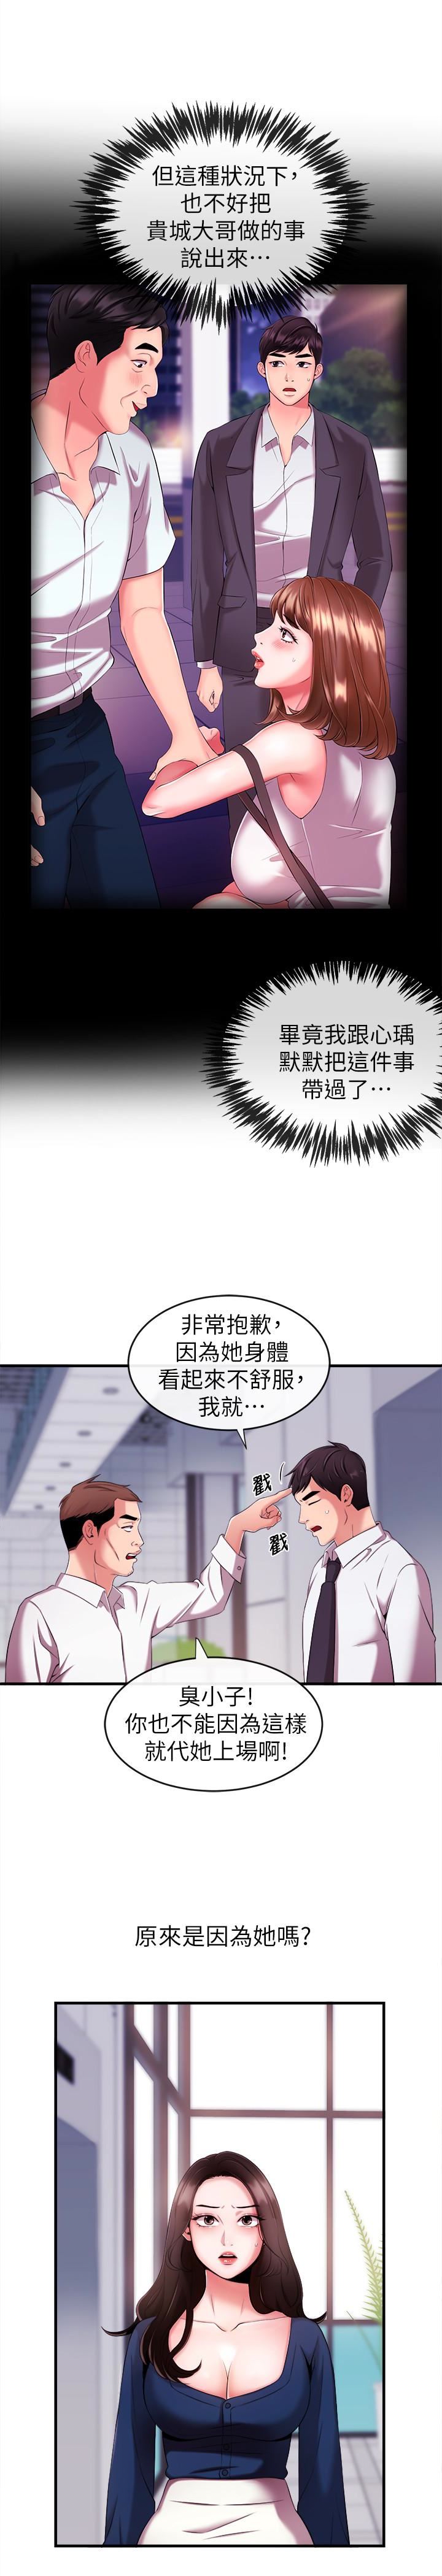 但這種狀況下，
也不好把
貴城大哥做的事
說出來…
畢竟我跟心瑀
默默把這件事
帶過了…
非常抱歉，
因為她身體
看起來不舒服，
我就…
戳
戳
臭小子!
你也不能因為這樣
就代她上場啊!
原來是因為她嗎?